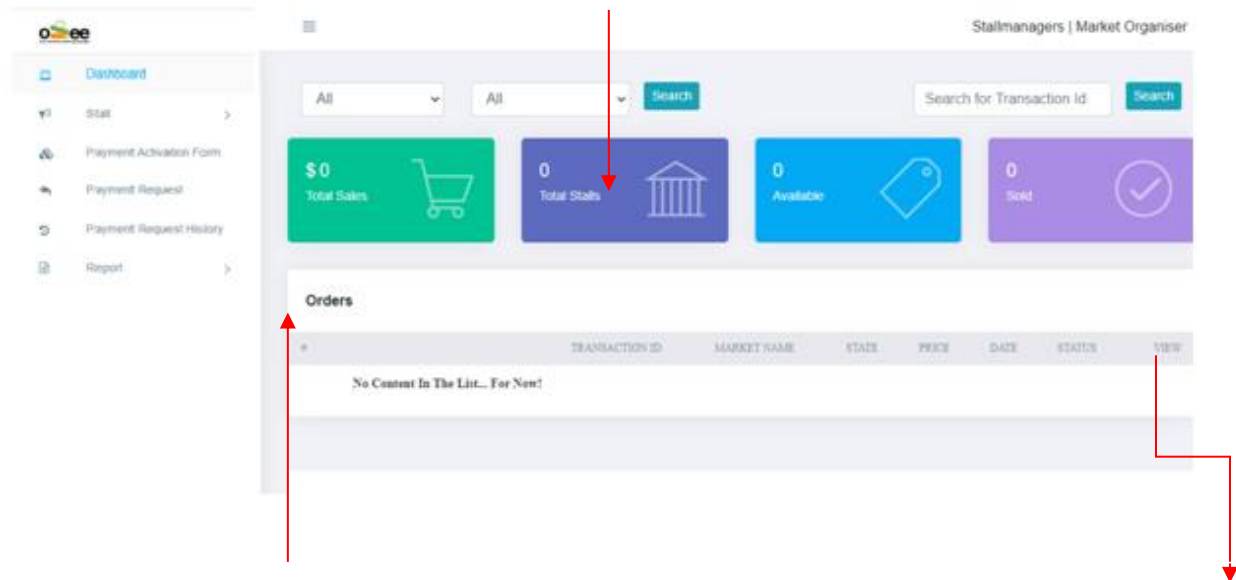 Stallmanagers | Market Organiser
Dashboard
Stall
Payment Activation Form
Payment Request
Payment Request History
Report
All
All
Search
Search for Transaction Id
Search
$ 0
Total Sales
0
Total Stalls
0
Available
0
Sold
Orders
# TRANSACTION ID MARKET NAME STATE PRICE DATE STATUS VIEW
No Content In The List... For Now!